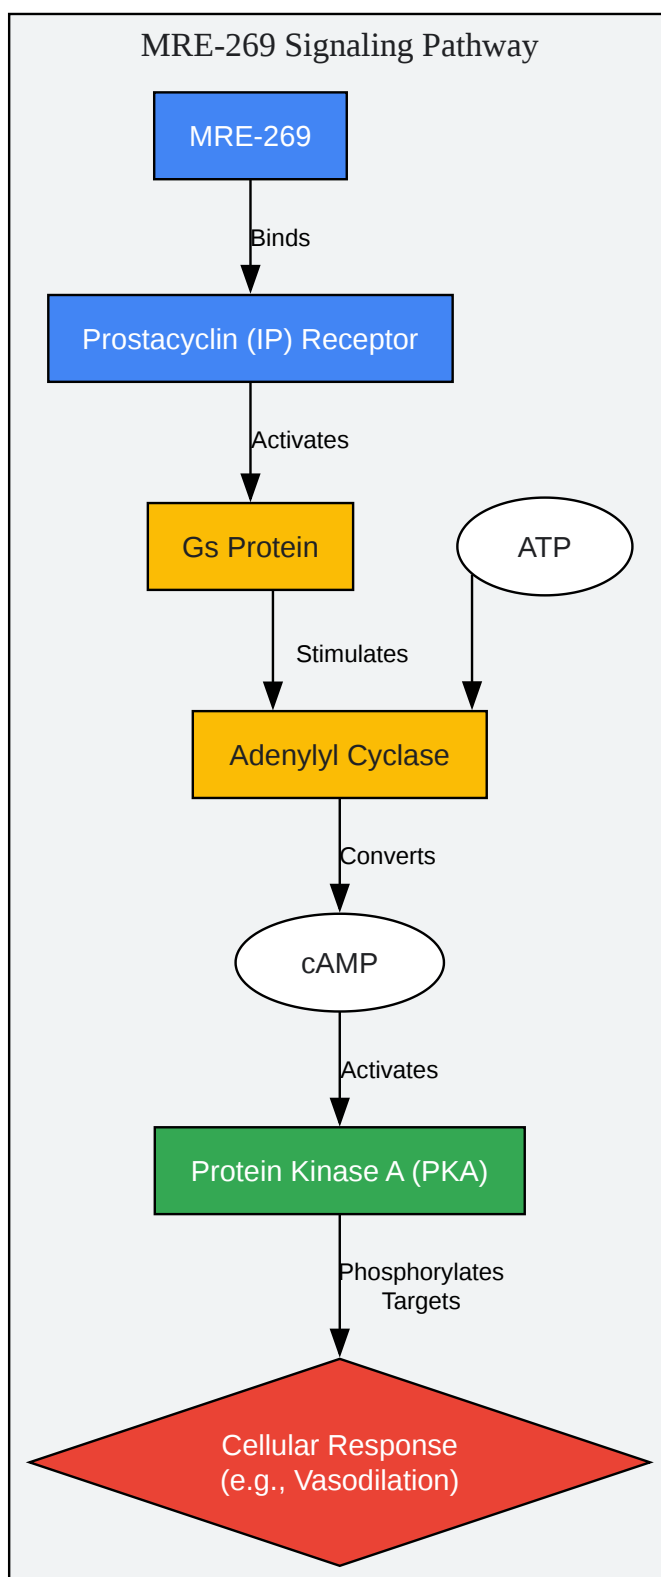 MRE-269 Signaling Pathway
MRE-269
Binds
Prostacyclin (IP) Receptor
Activates
Gs Protein
ATP
Stimulates
Adenylyl Cyclase
Converts
cAMP
Activates
Protein Kinase A (PKA)
Phosphorylates
Targets
Cellular Response
(e.g., Vasodilation)